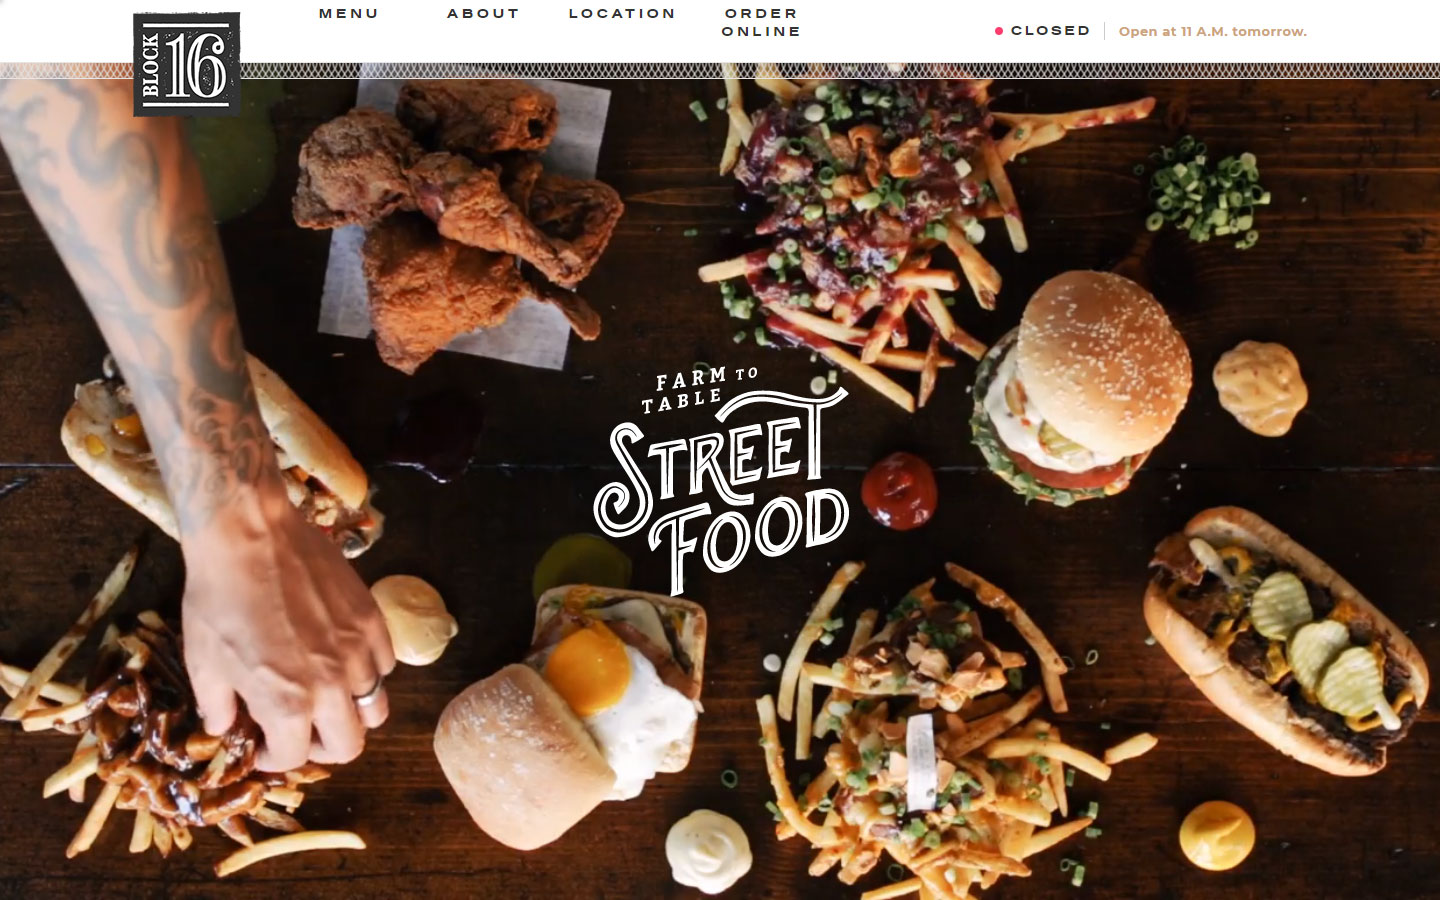 MENU
ABOUT
LOCATION
ORDER
ONLINE
CLOSED
Open at 11 A.M. tomorrow.
BLOCK
16
FARM TO
TABLE
STREET
FOOD